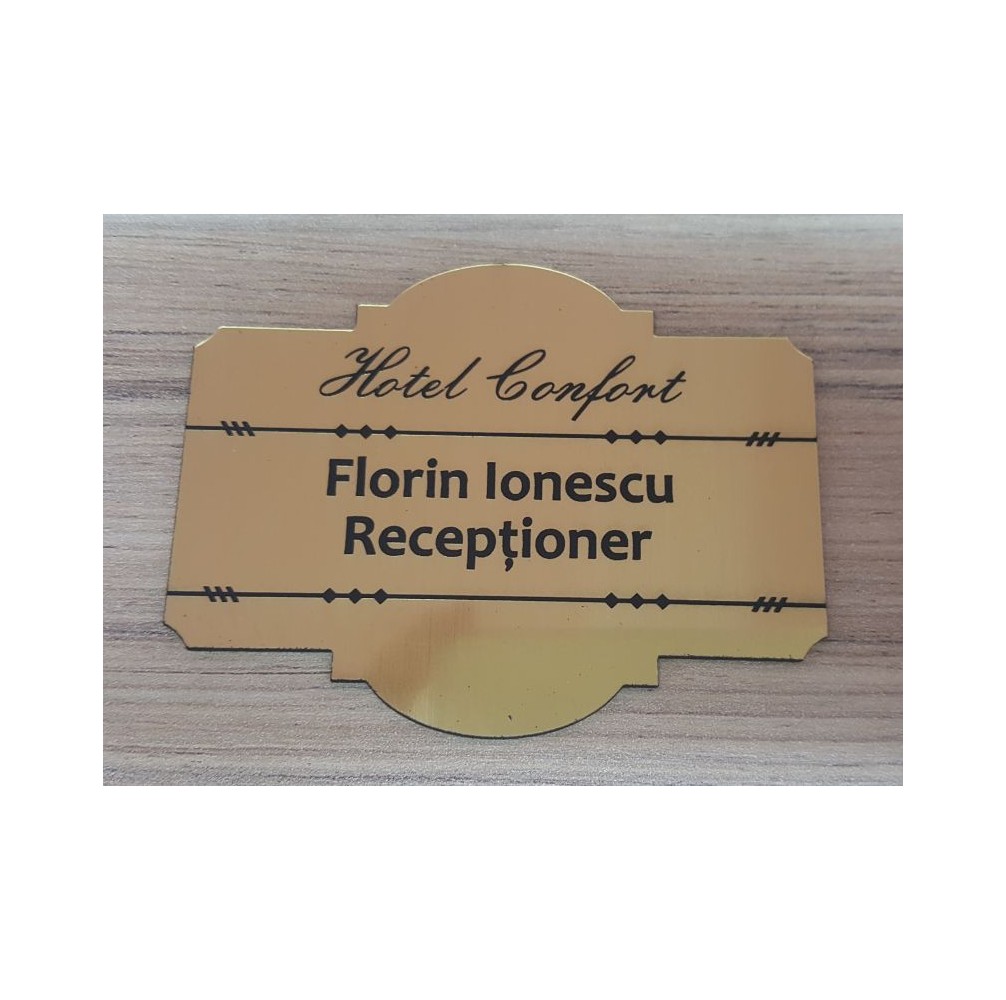 Hotel Confort
Florin Ionescu
Recepționer